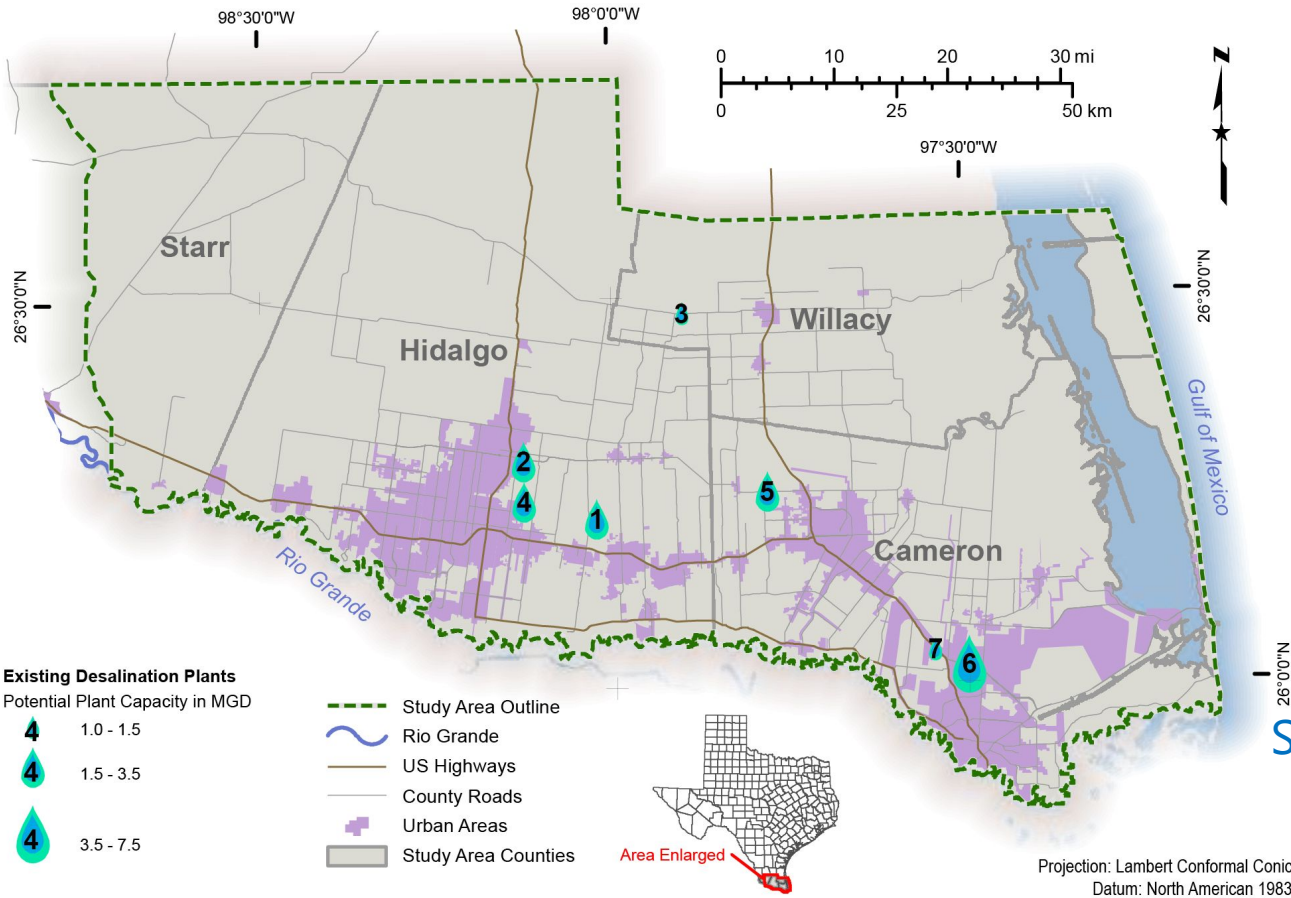 98°30'0"W
98°0'0"W
0 10 20 30 mi
0 25 50 km
Z
97°30'0"W
Starr
26°30'0"N
26°30'0"N
3
Willacy
Hidalgo
Gulf of Mexico
2
5
4
1
Cameron
Rio Grande
7
6
26°0'0"N
Existing Desalination Plants
Potential Plant Capacity in MGD
4 1.0 - 1.5
4 1.5 - 3.5
4 3.5 - 7.5
Study Area Outline
Rio Grande
US Highways
County Roads
Urban Areas
Study Area Counties
Area Enlarged
S
Projection: Lambert Conformal Conic
Datum: North American 1983